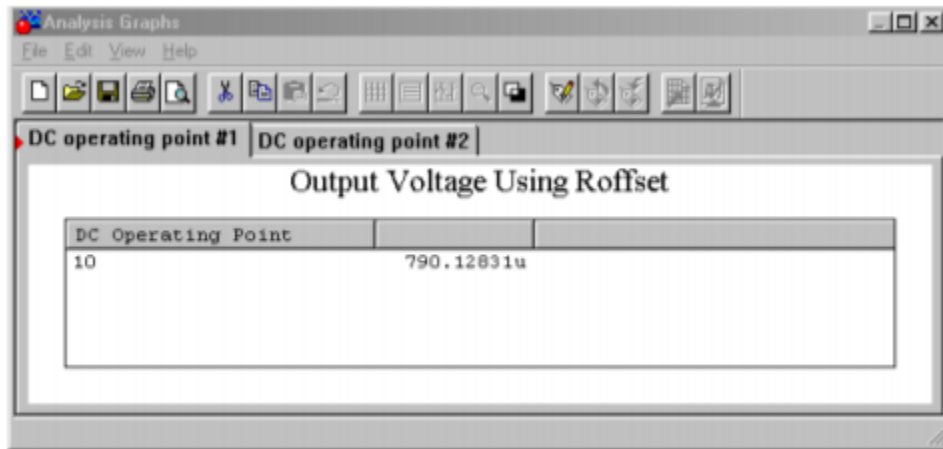 Analysis Graphs
File Edit View Help
DC operating point #1 DC operating point #2
Output Voltage Using Roffset
DC Operating Point
10 790.12831u